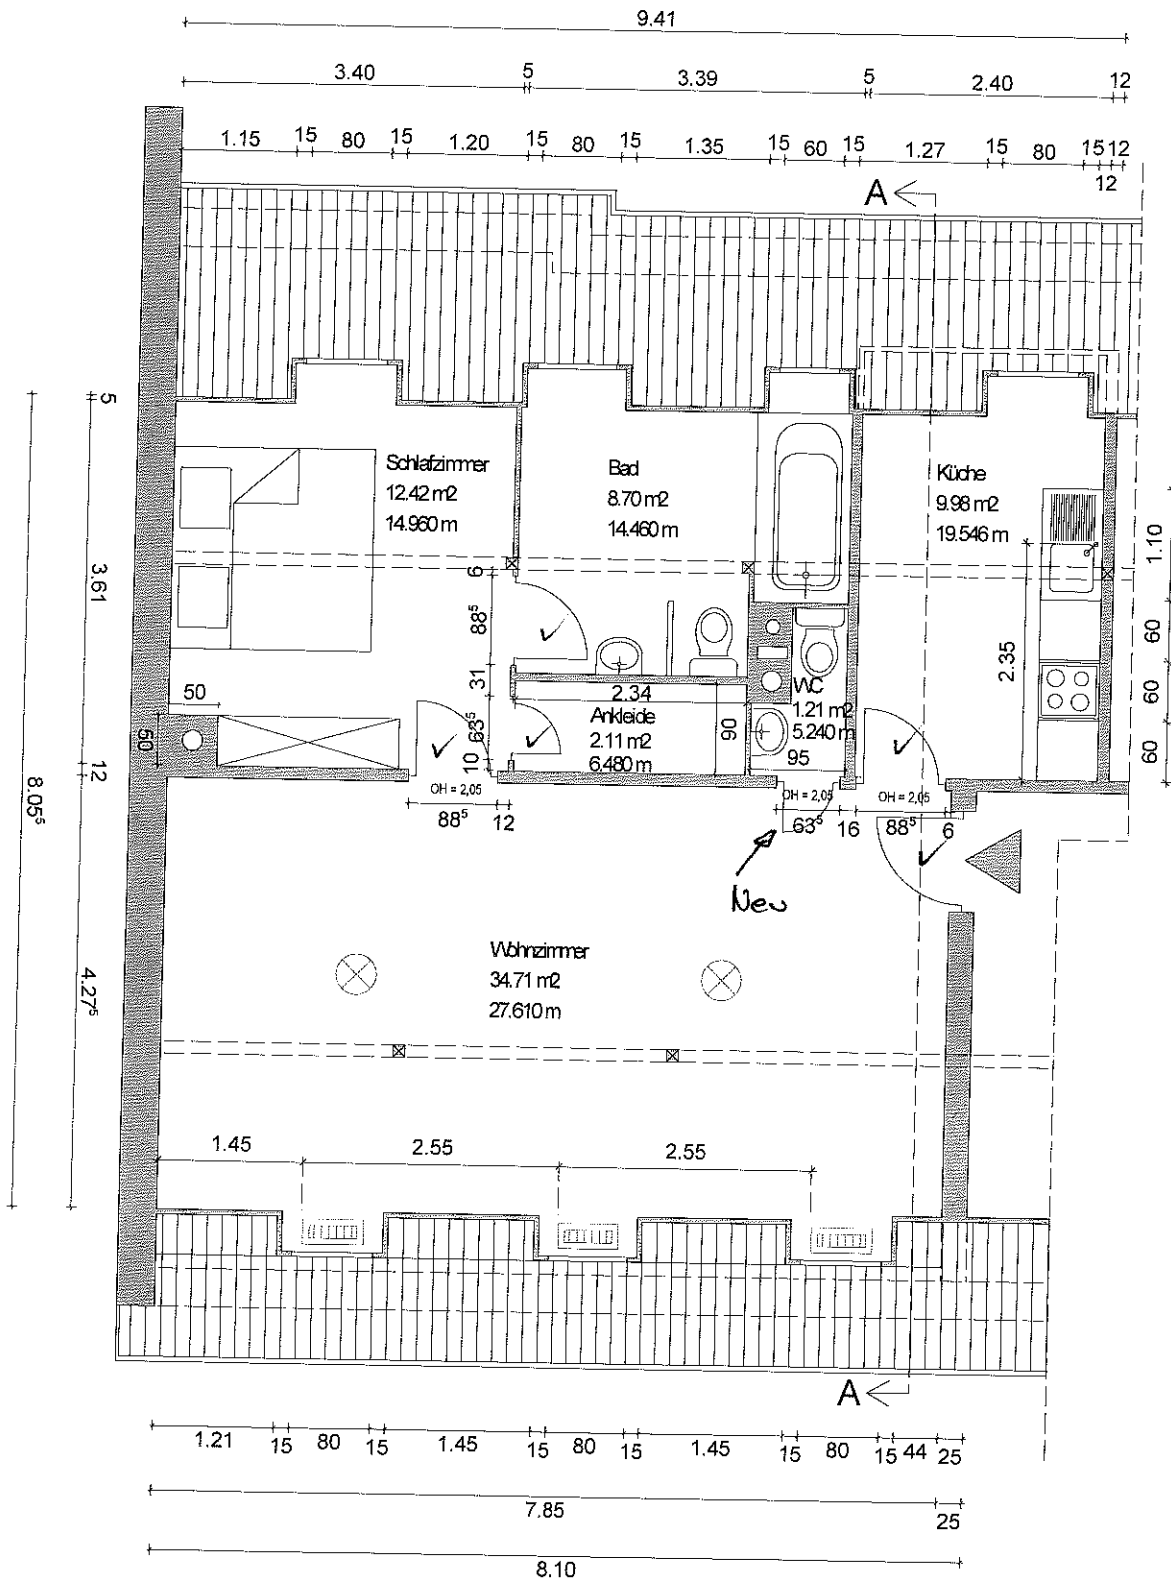 9.41
3.40 5 3.39 5 2.40 12
1.15 15 80 15 1.20 15 80 15 1.35 15 60 15 1.27 15 80 15 12
12
A
5
3.61
12
4.27⁵
8.05⁵
Schlafzimmer
12.42 m2
14.960 m
Bad
8.70 m2
14.460 m
Küche
9.98 m2
19.546 m
1.10
60
60
60
2.35
6
88⁵
31
63⁵
10
50
50
2.34
Ankleide
2.11 m2
6.480 m
90
WC
1.21 m2
5.240 m
95
OH = 2,05
88⁵ 12
OH = 2,05
63⁵ 16
OH = 2,05
88⁵ 6
Neu
Wohnzimmer
34.71 m2
27.610 m
1.45 2.55 2.55
A
1.21 15 80 15 1.45 15 80 15 1.45 15 80 15 44 25
7.85 25
8.10